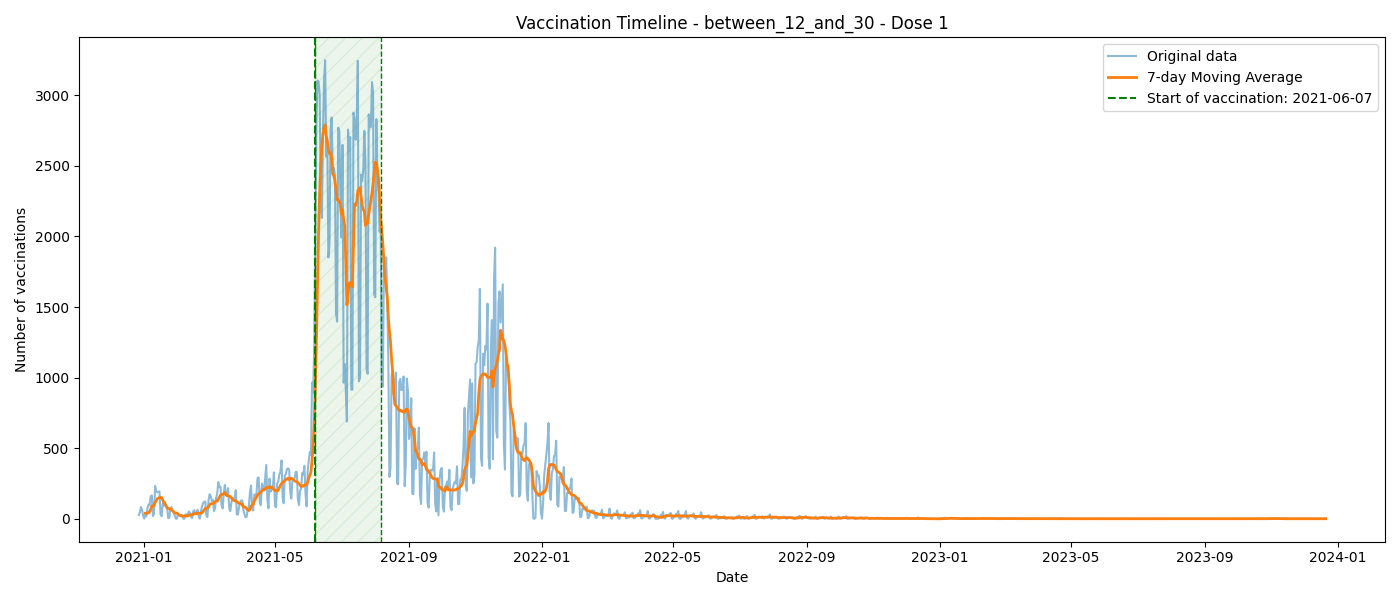 Vaccination Timeline - between_12_and_30 - Dose 1
Original data
7-day Moving Average
Start of vaccination: 2021-06-07
Number of vaccinations
3000
2500
2000
1500
1000
500
0
2021-01 2021-05 2021-09 2022-01 2022-05 2022-09 2023-01 2023-05 2023-09 2024-01
Date